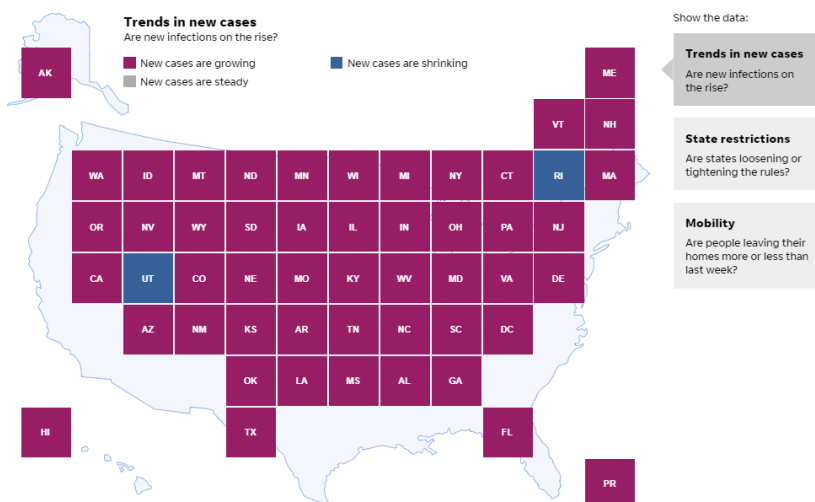 Trends in new cases
Are new infections on the rise?
New cases are growing
New cases are shrinking
New cases are steady
Show the data:
Trends in new cases
Are new infections on
the rise?
State restrictions
Are states loosening or
tightening the rules?
Mobility
Are people leaving their
homes more or less than
last week?
AK ME
VT NH
WA ID MT ND MN WI MI NY CT RI MA
OR NV WY SD IA IL IN OH PA NJ
CA UT CO NE MO KY WV MD VA DE
AZ NM KS AR TN NC SC DC
OK LA MS AL GA
HI TX FL
PR